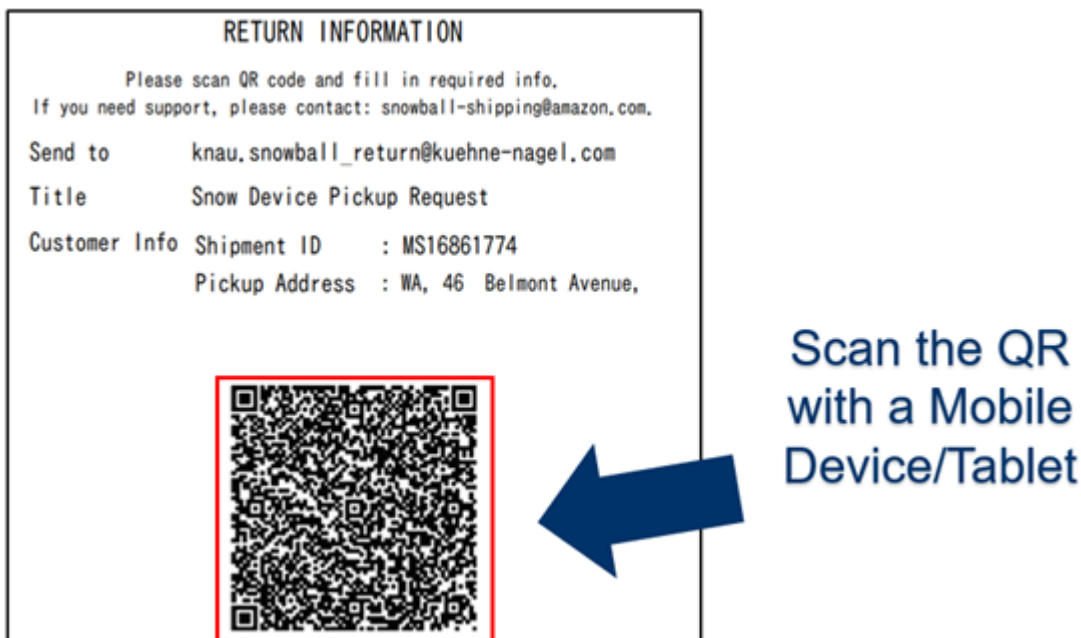 RETURN INFORMATION
Please scan QR code and fill in required info.
If you need support, please contact: snowball-shipping@amazon.com.
Send to knau.snowball_return@kuehne-nagel.com
Title Snow Device Pickup Request
Customer Info Shipment ID : MS16861774
Pickup Address : WA, 46 Belmont Avenue,
Scan the QR
with a Mobile
Device/Tablet